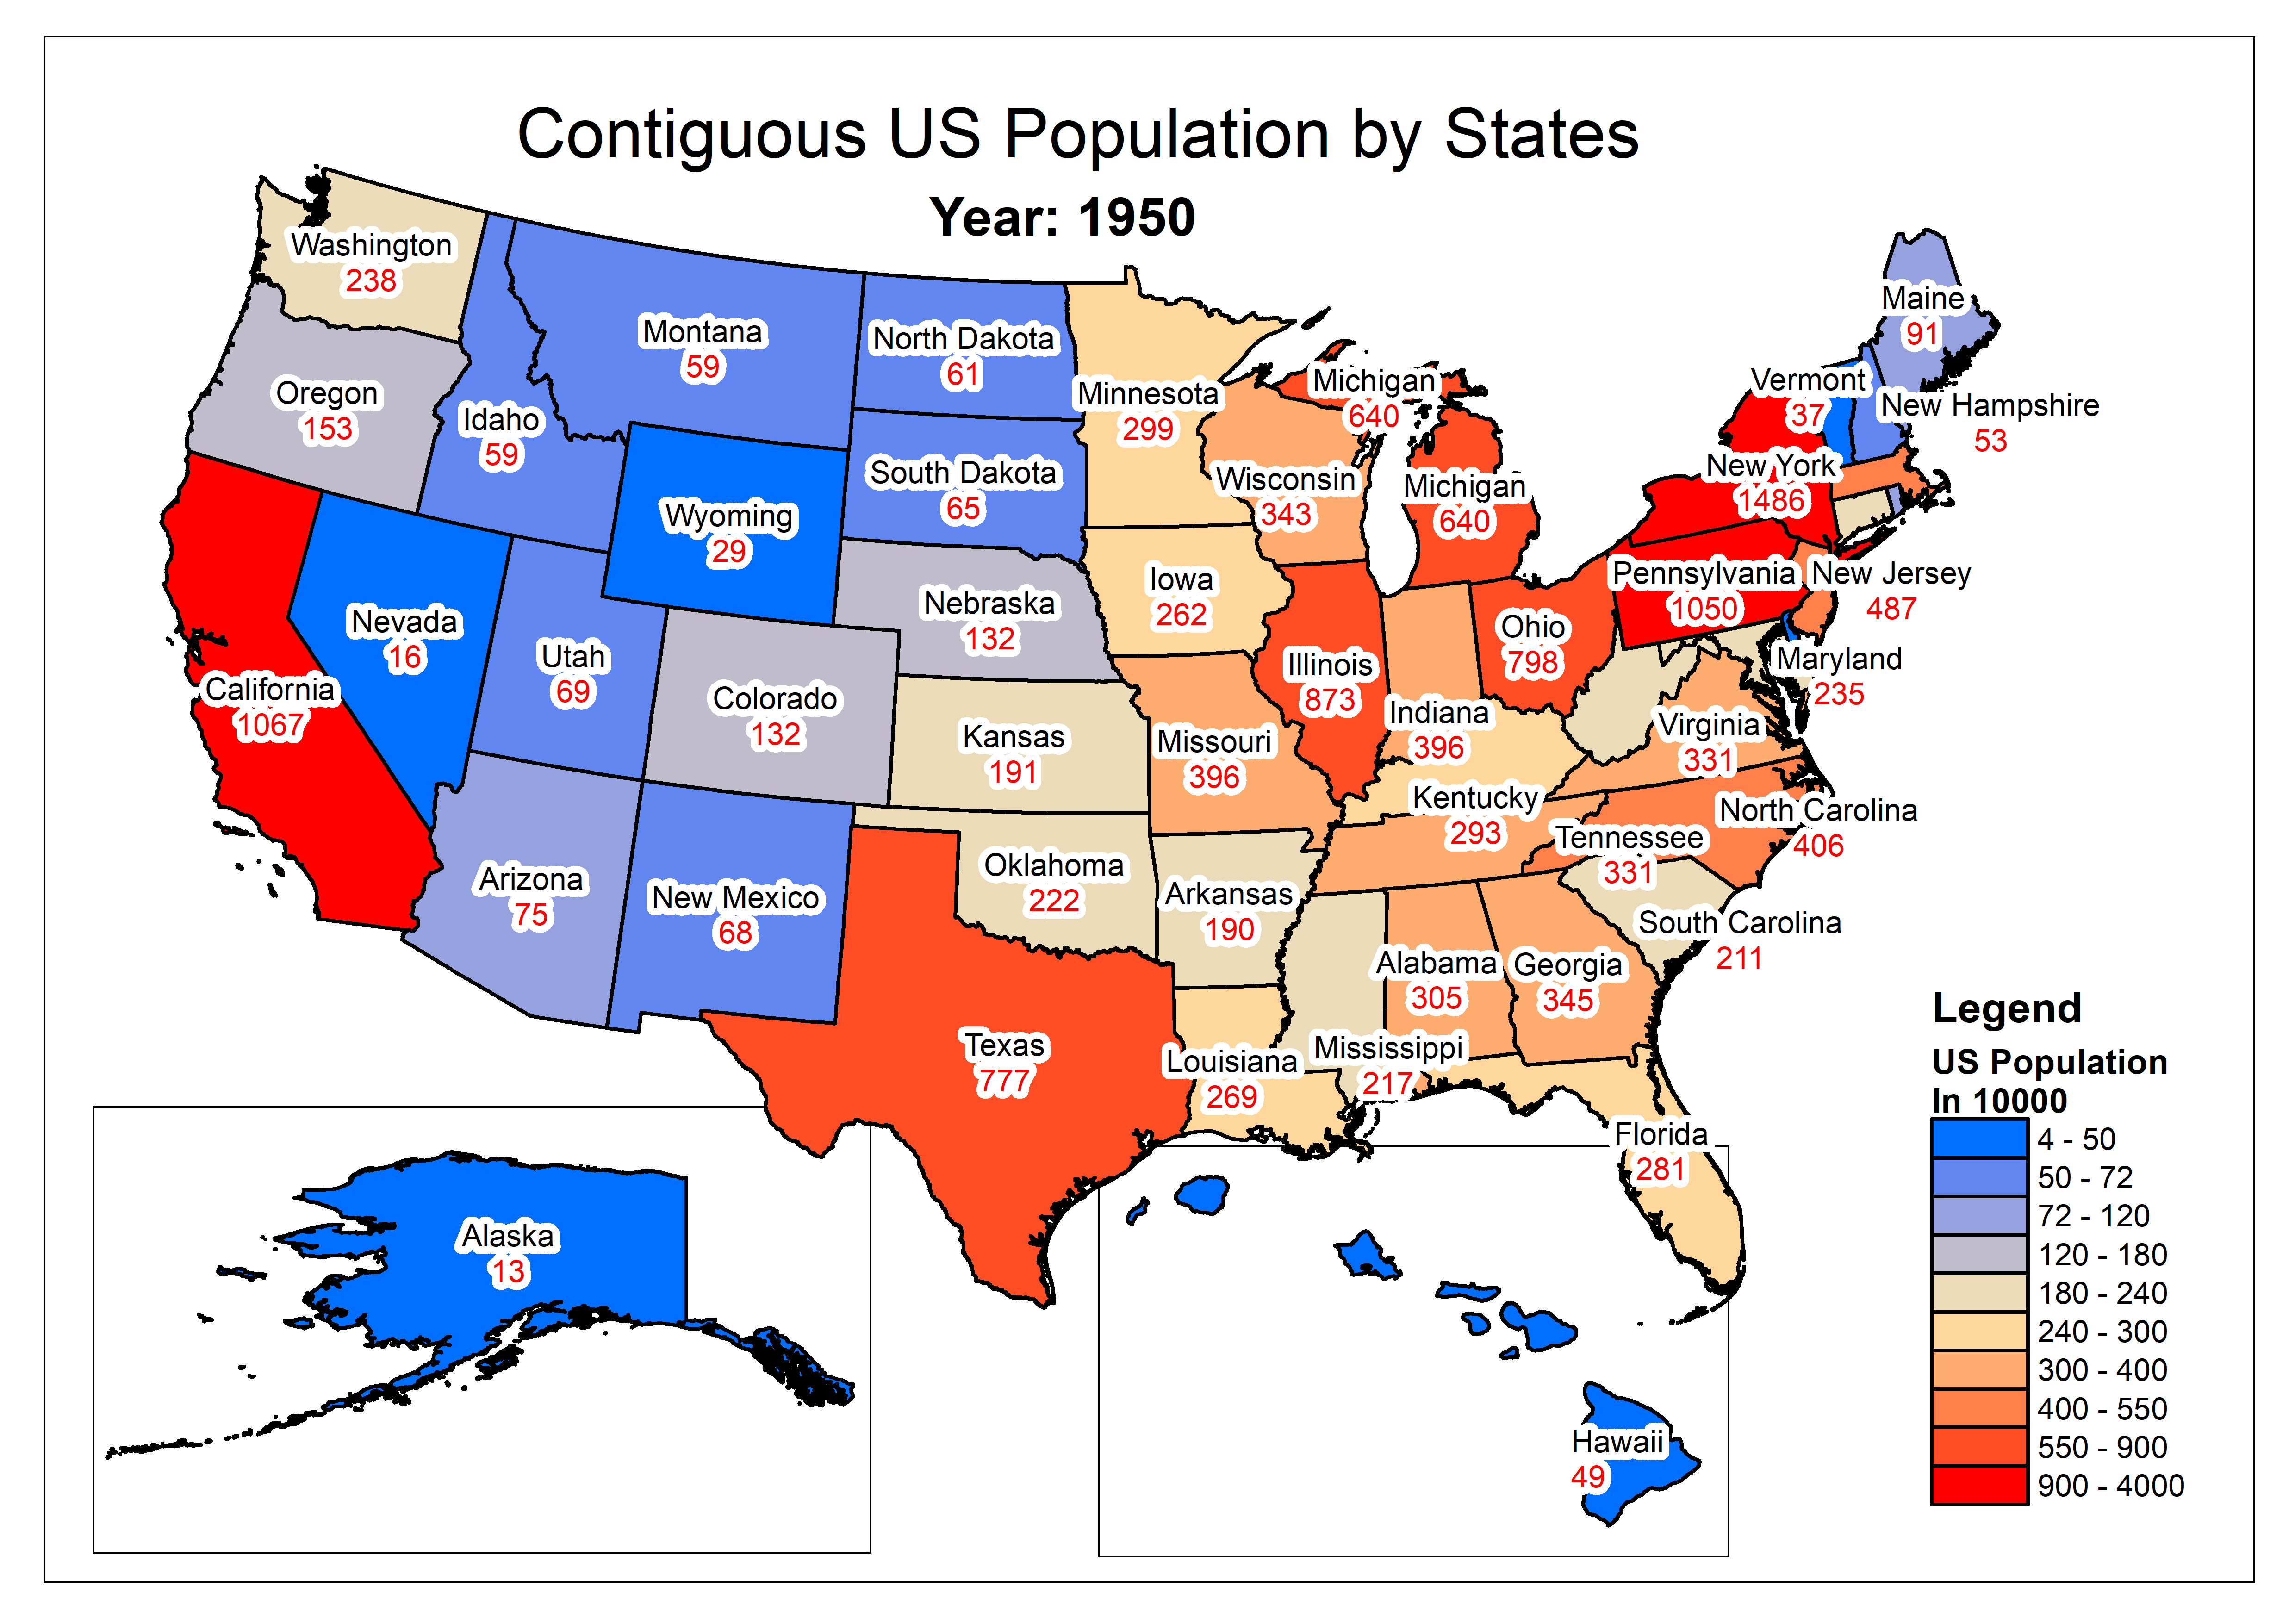 Contiguous US Population by States
Year: 1950
Washington
238
Oregon
153
Idaho
59
Montana
59
North Dakota
61
Minnesota
299
Michigan
640
Maine
91
Vermont
37
New Hampshire
53
South Dakota
65
Wyoming
29
Wisconsin
343
Michigan
640
New York
1486
Nevada
16
Utah
69
California
1067
Colorado
132
Nebraska
132
Iowa
262
Illinois
873
Ohio
798
Pennsylvania
1050
New Jersey
487
Maryland
235
Kansas
191
Missouri
396
Indiana
396
Virginia
331
Kentucky
293
North Carolina
406
Tennessee
331
Arizona
75
New Mexico
68
Oklahoma
222
Arkansas
190
South Carolina
211
Alabama
305
Georgia
345
Texas
777
Louisiana
269
Mississippi
217
Florida
281
Alaska
13
Hawaii
49
Legend
US Population
In 10000
4 - 50
50 - 72
72 - 120
120 - 180
180 - 240
240 - 300
300 - 400
400 - 550
550 - 900
900 - 4000